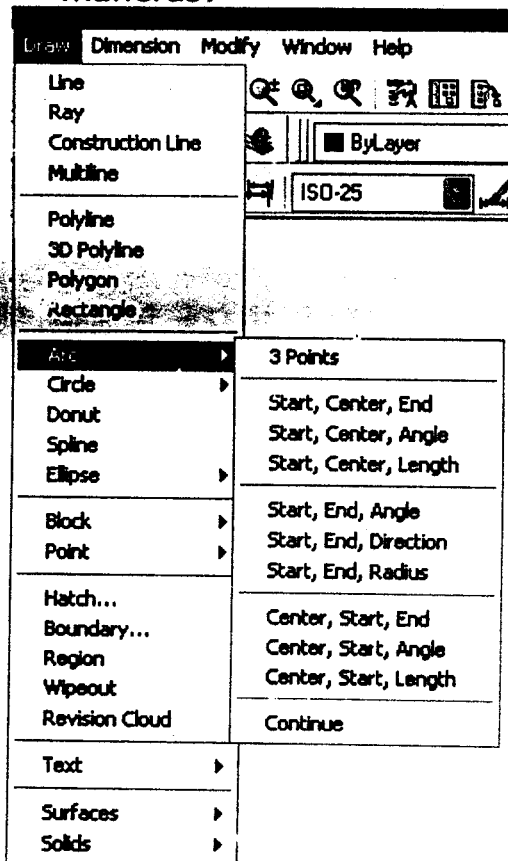 Draw Dimension Modify Window Help
Line
Ray
Construction Line
Multiline
ByLayer
ISO-25
Polyline
3D Polyline
Polygon
Rectangle
Arc
Circle
Donut
Spline
Ellipse
Block
Point
Hatch...
Boundary...
Region
Wipeout
Revision Cloud
Text
Surfaces
Solids
3 Points
Start, Center, End
Start, Center, Angle
Start, Center, Length
Start, End, Angle
Start, End, Direction
Start, End, Radius
Center, Start, End
Center, Start, Angle
Center, Start, Length
Continue